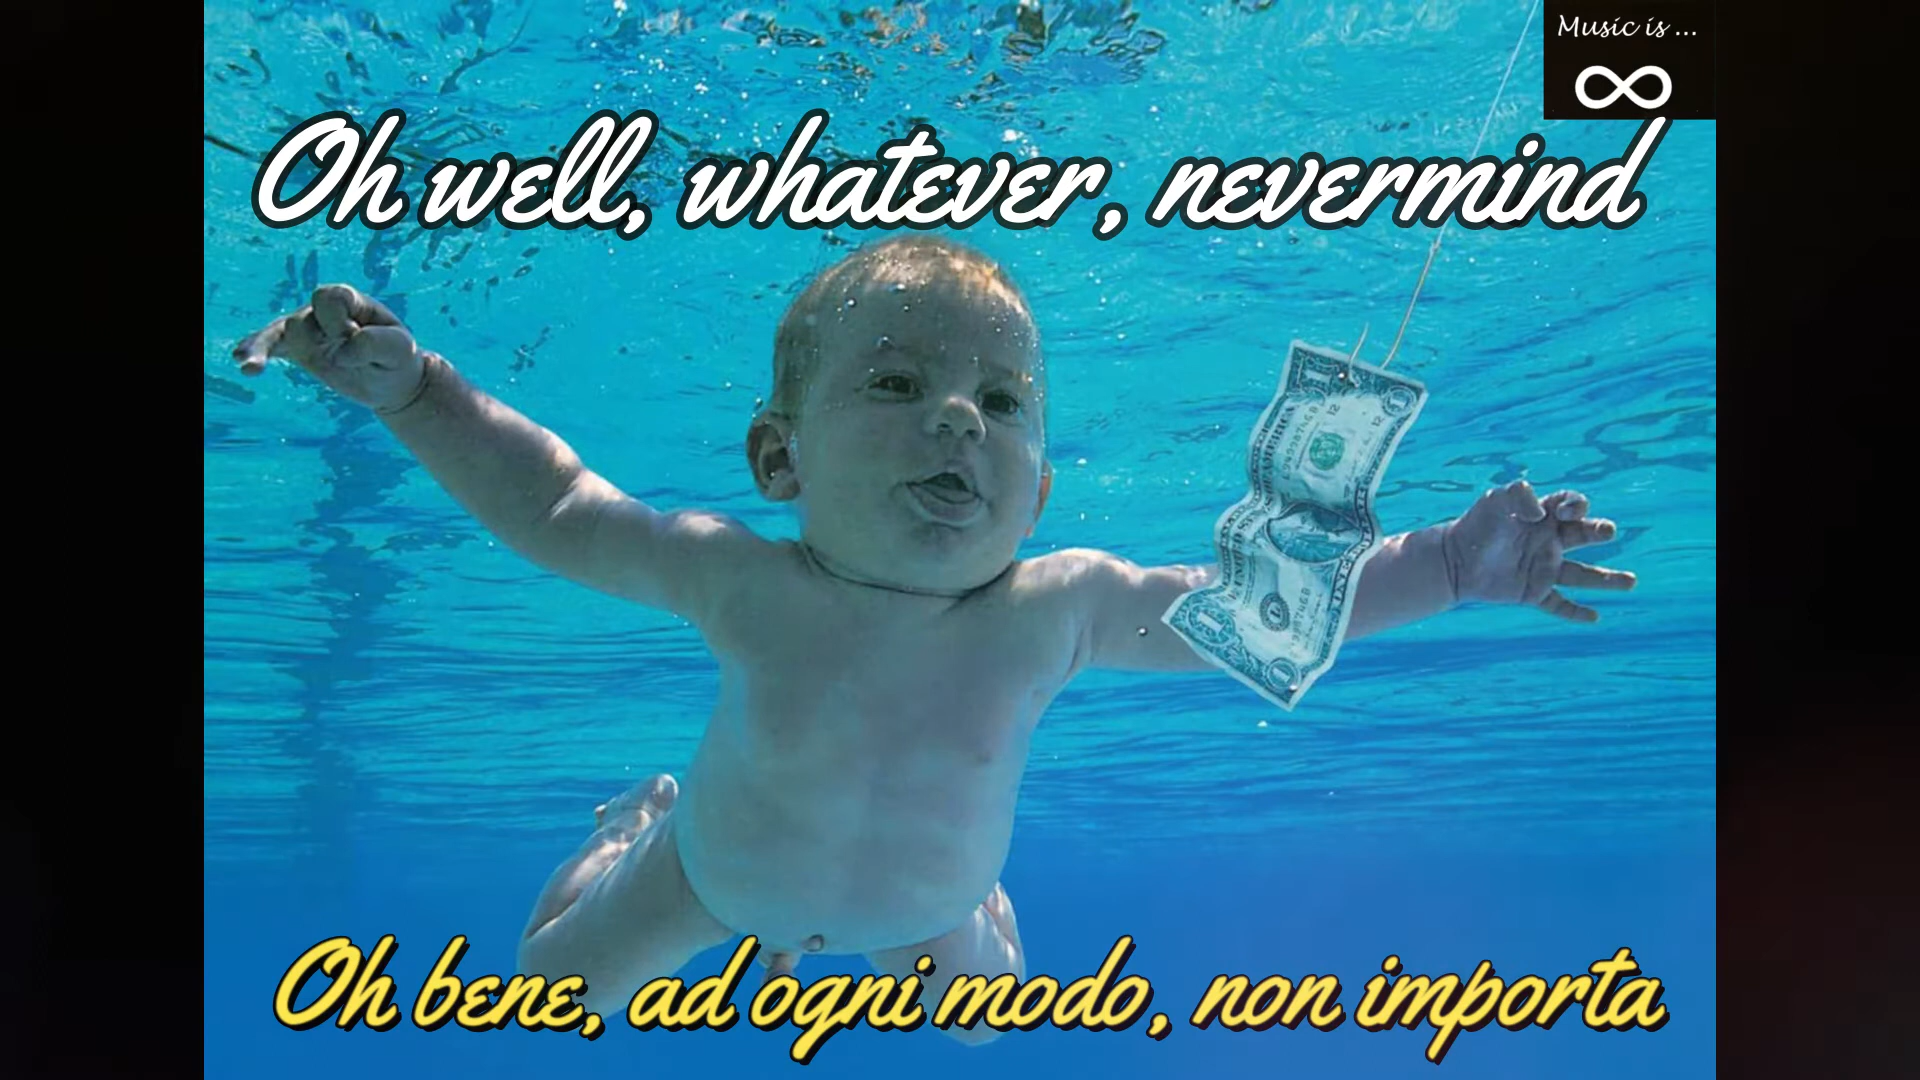 Music is ...
Oh well, whatever, nevermind
Oh bene, ad ogni modo, non importa